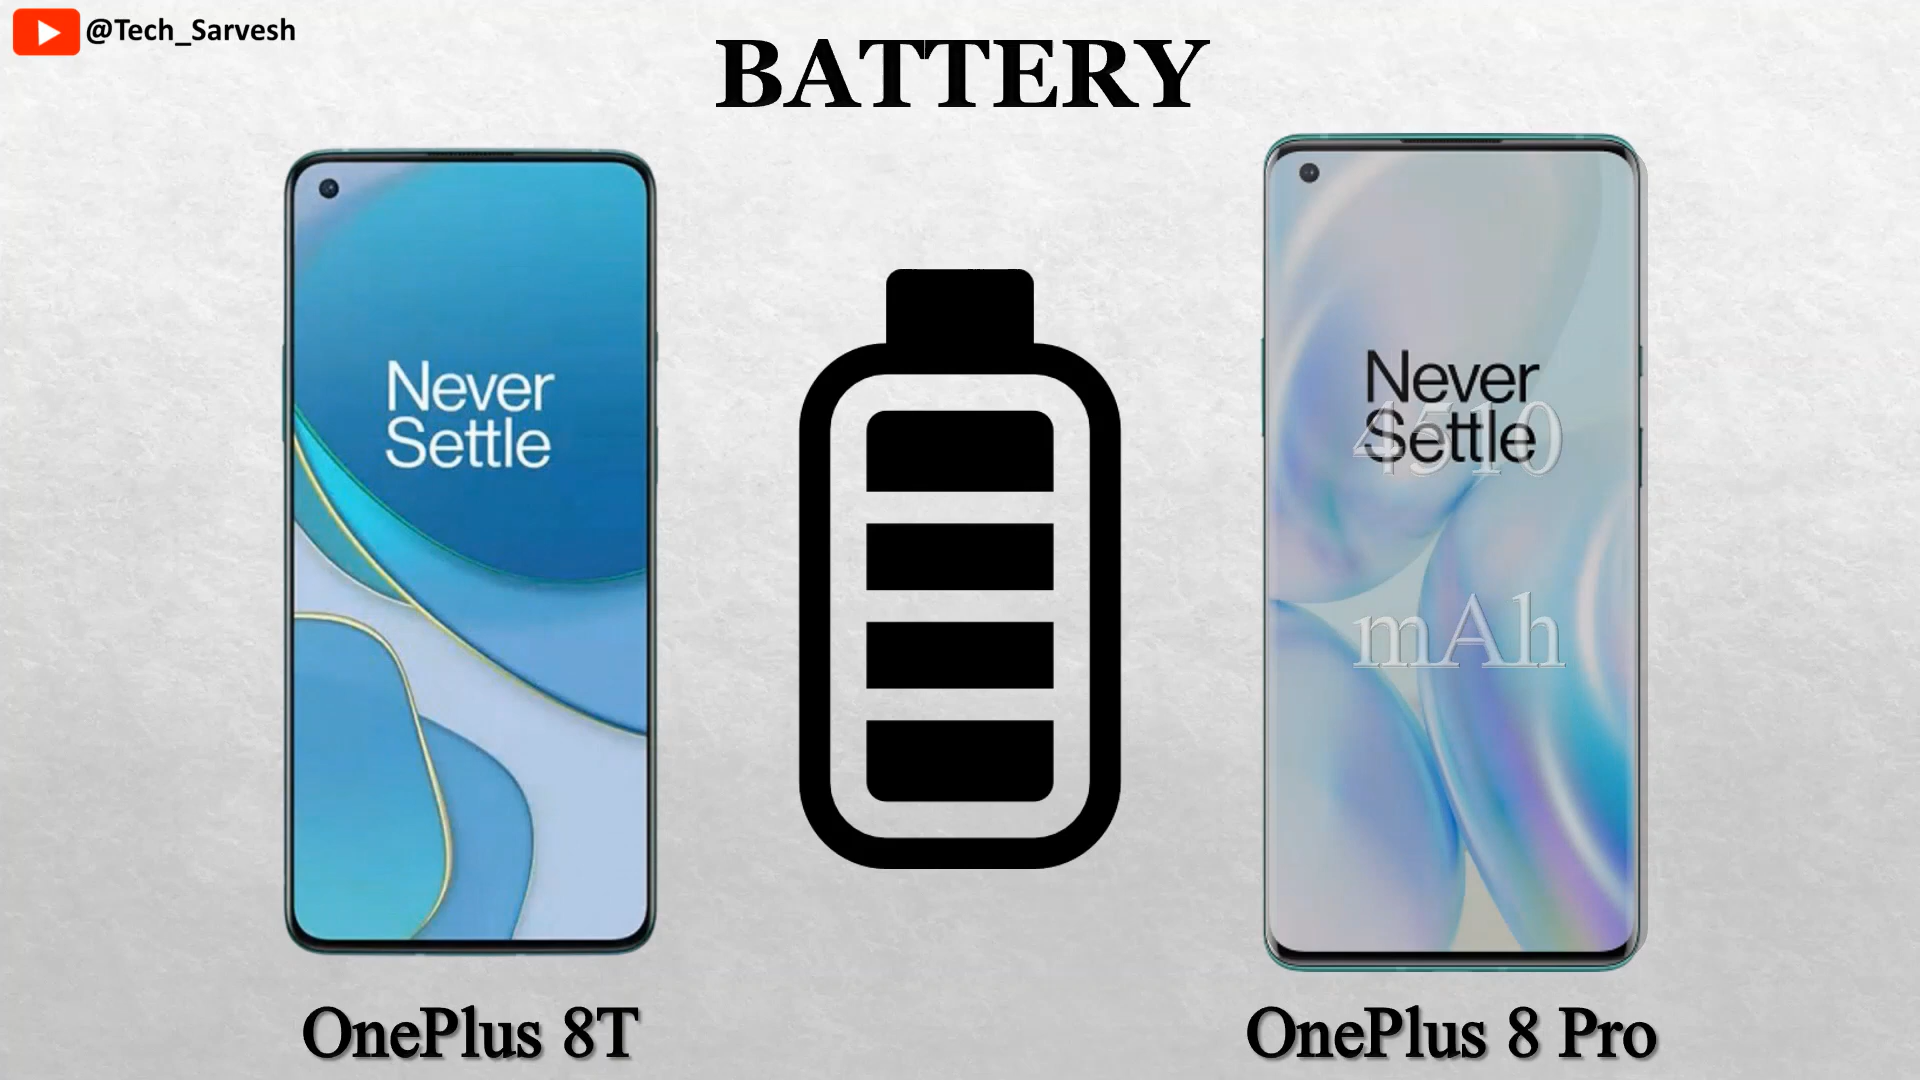 @Tech_Sarvesh
BATTERY
Never
Settle
Never
Settle
4510
mAh
OnePlus 8T
OnePlus 8 Pro